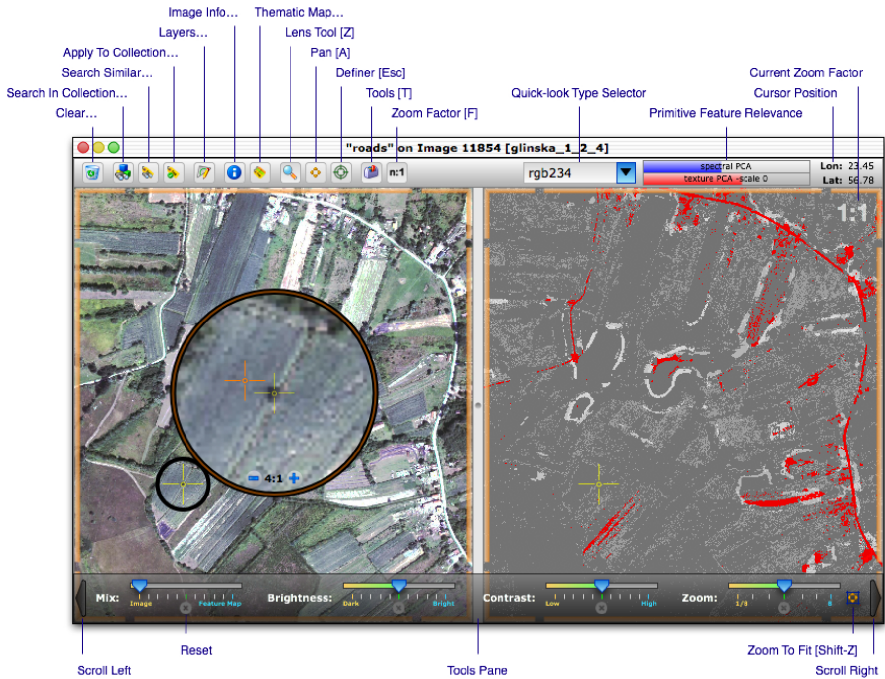 Image Info… Thematic Map…
Layers… Lens Tool [Z]
Apply To Collection… Pan [A]
Search Similar… Definer [Esc] Current Zoom Factor
Search In Collection… Tools [T] Quick-look Type Selector Cursor Position
Clear… Zoom Factor [F] Primitive Feature Relevance
"roads" on Image 11854 [glinska_1_2_4]
n:1 rgb234 spectral PCA Lon: 23.45
texture PCA -scale 0 Lat: 56.78
1:1
4:1
Mix: Brightness: Contrast: Zoom:
Image Feature Map Dark Bright Low High 1/8 8
Reset Zoom To Fit [Shift-Z]
Scroll Left Tools Pane Scroll Right